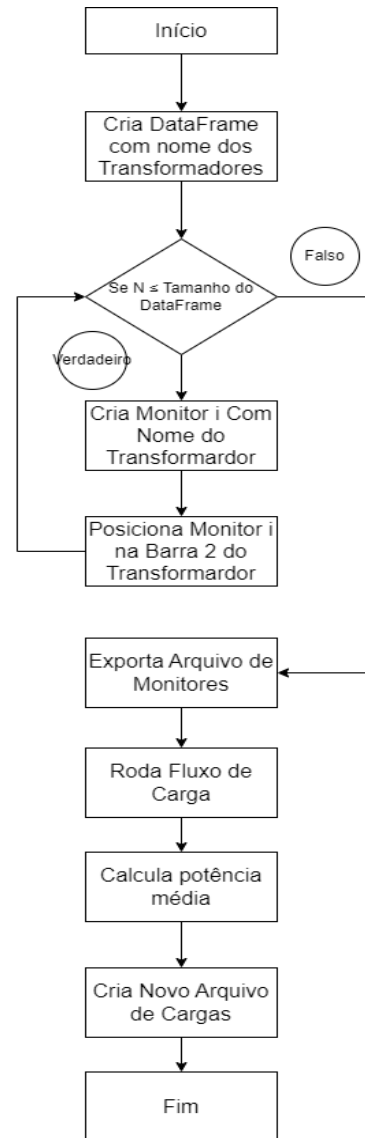 Início
Cria DataFrame
com nome dos
Transformadores
Falso
Se N ≤ Tamanho do
DataFrame
Verdadeiro
Cria Monitor i Com
Nome do
Transformardor
Posiciona Monitor i
na Barra 2 do
Transformardor
Exporta Arquivo de
Monitores
Roda Fluxo de
Carga
Calcula potência
média
Cria Novo Arquivo
de Cargas
Fim